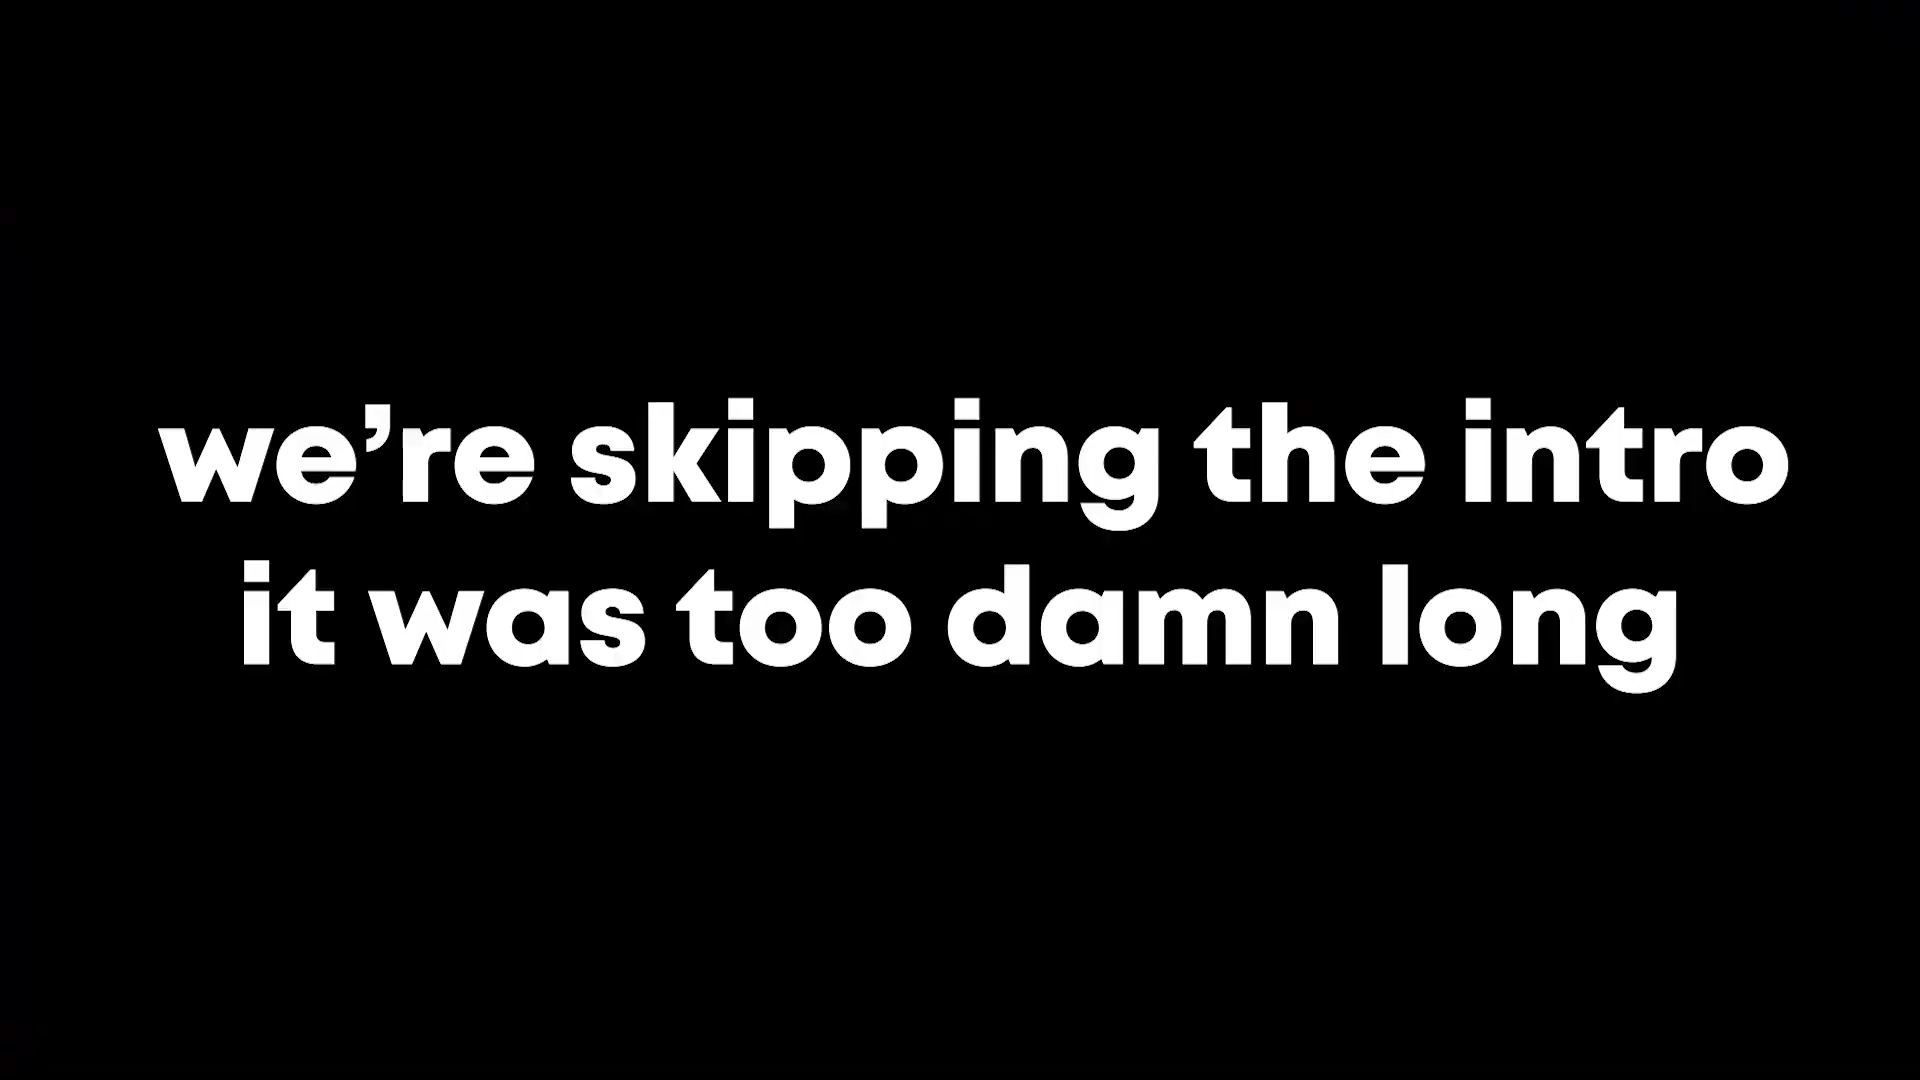 we’re skipping the intro
it was too damn long